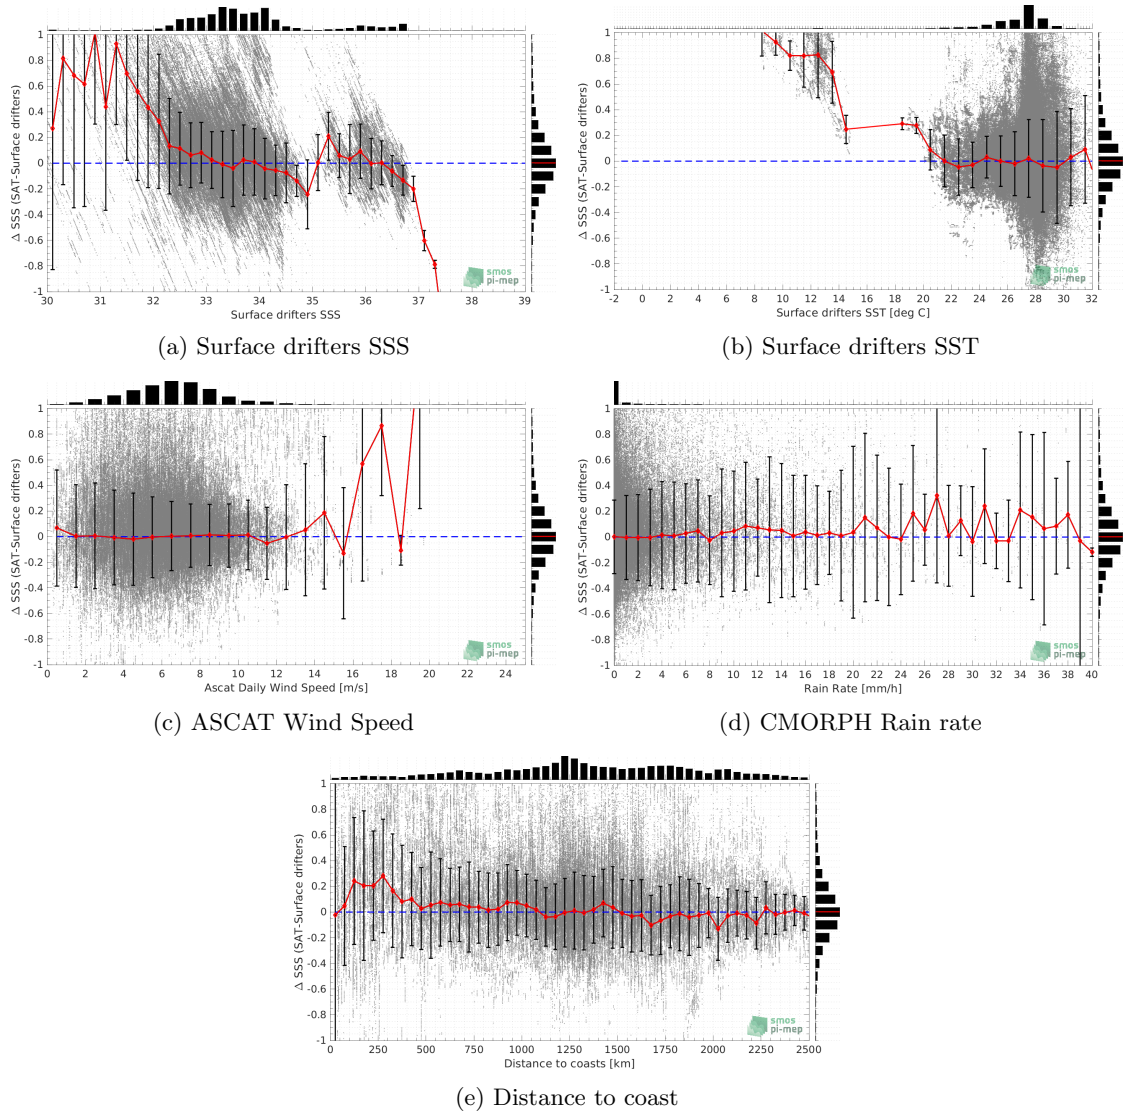 1
0.8
0.6
0.4
0.2
0
-0.2
-0.4
-0.6
-0.8
-1
Δ SSS (SAT-Surface drifters)
30 31 32 33 34 35 36 37 38 39
Surface drifters SSS
smos
pi-mep
(a) Surface drifters SSS
1
0.8
0.6
0.4
0.2
0
-0.2
-0.4
-0.6
-0.8
-1
Δ SSS (SAT-Surface drifters)
-2 0 2 4 6 8 10 12 14 16 18 20 22 24 26 28 30 32
Surface drifters SST [deg C]
smos
pi-mep
(b) Surface drifters SST
1
0.8
0.6
0.4
0.2
0
-0.2
-0.4
-0.6
-0.8
-1
Δ SSS (SAT-Surface drifters)
0 2 4 6 8 10 12 14 16 18 20 22 24
Ascat Daily Wind Speed [m/s]
smos
pi-mep
(c) ASCAT Wind Speed
1
0.8
0.6
0.4
0.2
0
-0.2
-0.4
-0.6
-0.8
-1
Δ SSS (SAT-Surface drifters)
0 2 4 6 8 10 12 14 16 18 20 22 24 26 28 30 32 34 36 38 40
Rain Rate [mm/h]
smos
pi-mep
(d) CMORPH Rain rate
1
0.8
0.6
0.4
0.2
0
-0.2
-0.4
-0.6
-0.8
-1
Δ SSS (SAT-Surface drifters)
0 250 500 750 1000 1250 1500 1750 2000 2250 2500
Distance to coasts [km]
smos
pi-mep
(e) Distance to coast